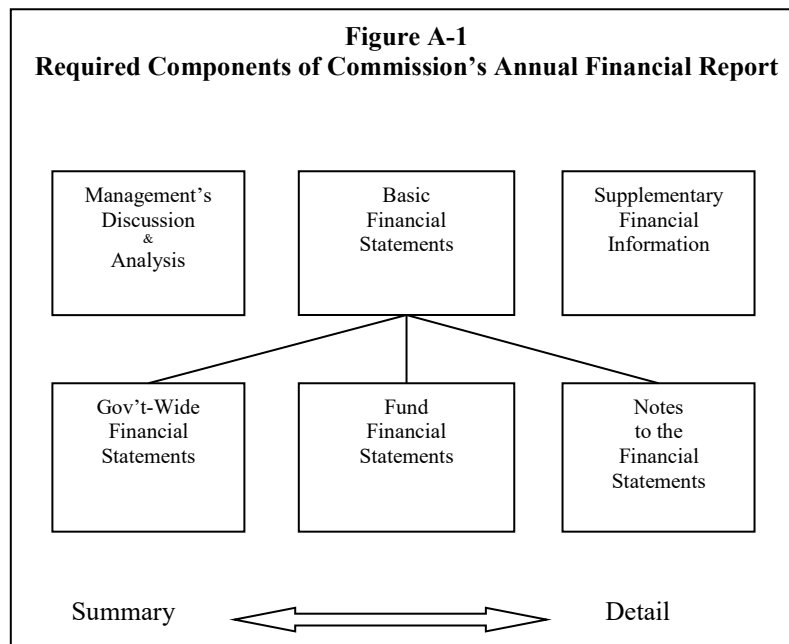 Figure A-1
Required Components of Commission’s Annual Financial Report
Management’s
Discussion
&
Analysis
Basic
Financial
Statements
Supplementary
Financial
Information
Gov’t-Wide
Financial
Statements
Fund
Financial
Statements
Notes
to the
Financial
Statements
Summary
Detail